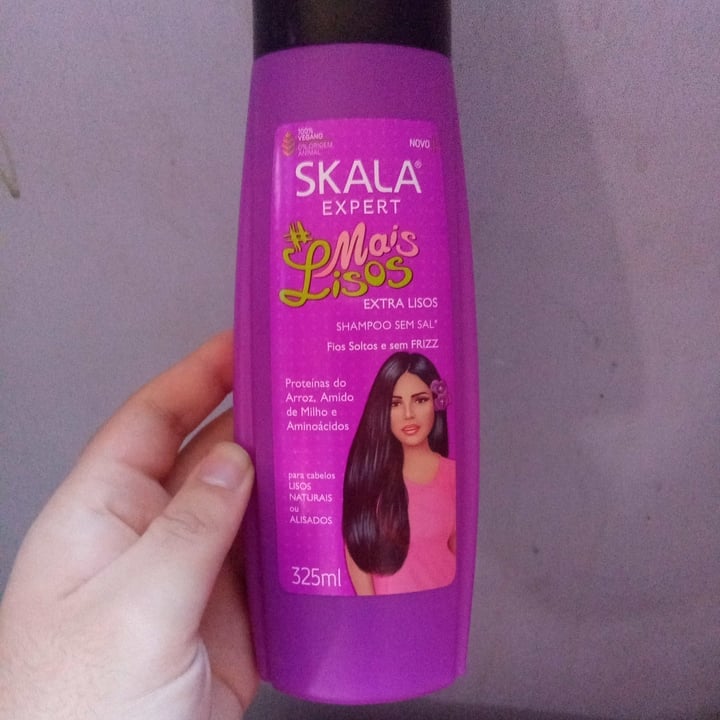 100%
VEGANO
0% ORIGEM
ANIMAL
NOVO
SKALA®
EXPERT
#Mais
Lisos
EXTRA LISOS
SHAMPOO SEM SAL*
Fios Soltos e sem FRIZZ
Proteínas do
Arroz, Amido
de Milho e
Aminoácidos
para cabelos
LISOS
NATURAIS
ou
ALISADOS
325ml